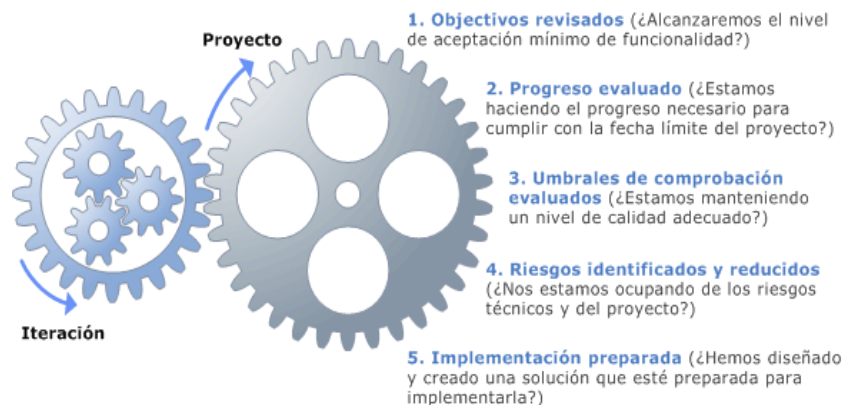 Proyecto
Iteración
1. Objectivos revisados (¿Alcanzaremos el nivel
de aceptación mínimo de funcionalidad?)
2. Progreso evaluado (¿Estamos
haciendo el progreso necesario para
cumplir con la fecha límite del proyecto?)
3. Umbrales de comprobación
evaluados (¿Estamos manteniendo
un nivel de calidad adecuado?)
4. Riesgos identificados y reducidos
(¿Nos estamos ocupando de los riesgos
técnicos y del proyecto?)
5. Implementación preparada (¿Hemos diseñado
y creado una solución que esté preparada para
implementarla?)